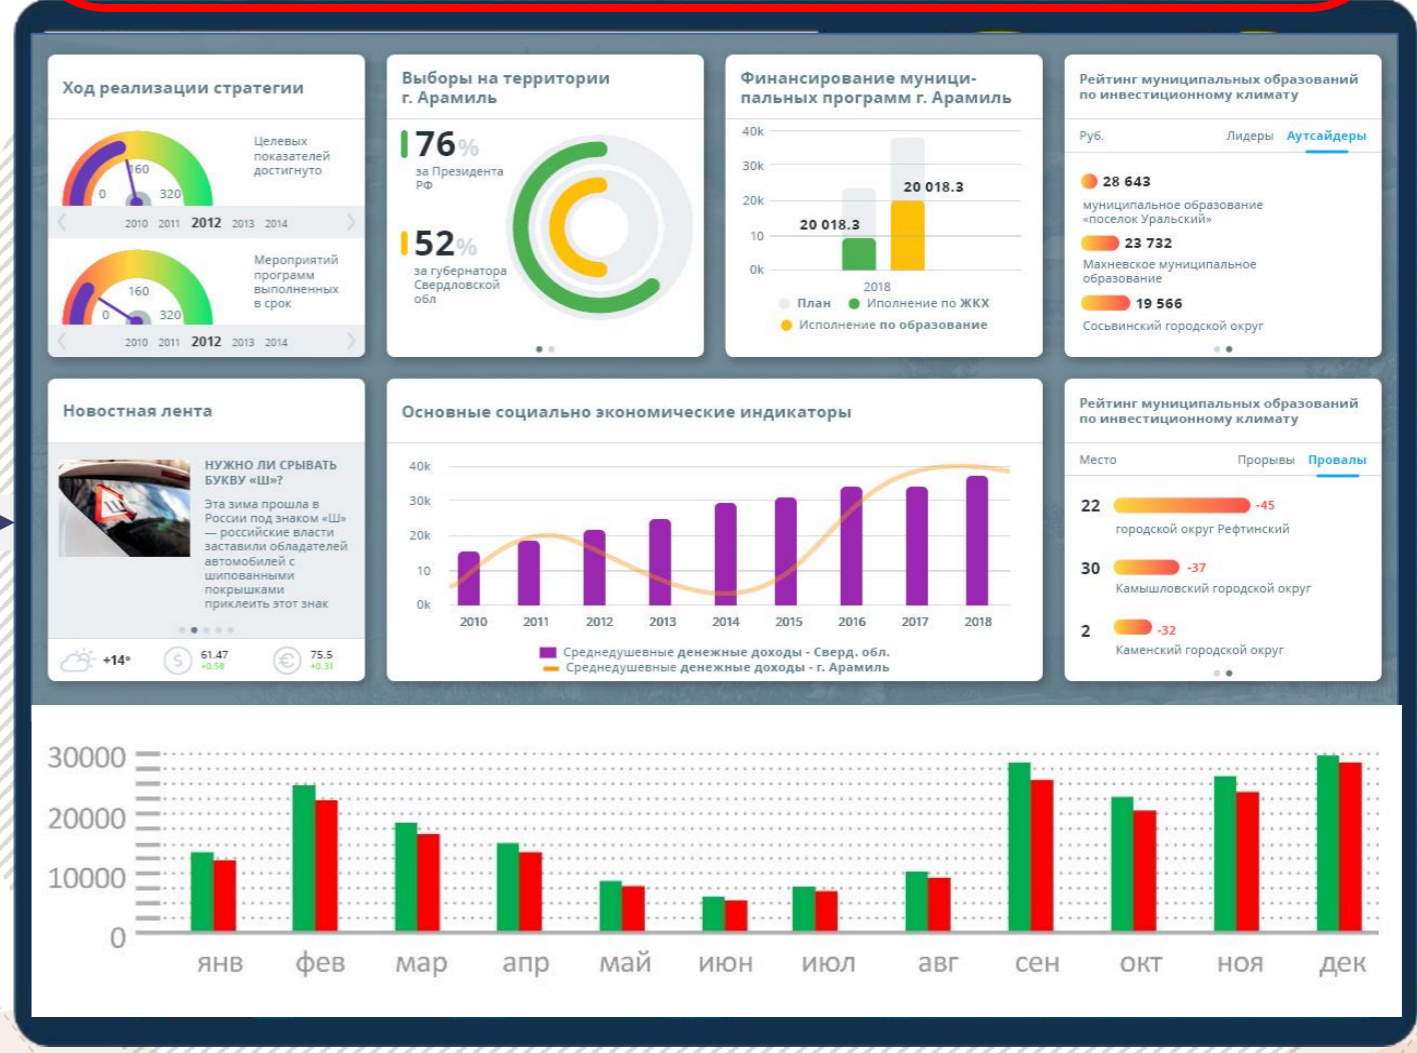 Ход реализации стратегии
Целевых
показателей
достигнуто
160
0
320
2010 2011 2012 2013 2014
Мероприятий
программ
выполненных
в срок
160
0
320
2010 2011 2012 2013 2014
Выборы на территории
г. Арамиль
76%
за Президента
РФ
52%
за губернатора
Свердловской
обл
Финансирование муници-
пальных программ г. Арамиль
40k
30k
20k
10
0k
20 018.3
20 018.3
2018
План Иполнение по ЖКХ
Исполнение по образование
Рейтинг муниципальных образований
по инвестиционному климату
Руб. Лидеры Аутсайдеры
28 643
муниципальное образование
«поселок Уральский»
23 732
Махневское муниципальное
образование
19 566
Сосьвинский городской округ
Новостная лента
НУЖНО ЛИ СРЫВАТЬ
БУКВУ «Ш»?
Эта зима прошла в
России под знаком «Ш»
— российские власти
заставили обладателей
автомобилей с
шипованными
покрышками
приклеить этот знак
Ш
+14°
$
61.47
+0.58
€
75.5
+0.31
Основные социально экономические индикаторы
40k
30k
20k
10
0k
2010 2011 2012 2013 2014 2015 2016 2017 2018
Среднедушевные денежные доходы - Сверд. обл.
Среднедушевные денежные доходы - г. Арамиль
Рейтинг муниципальных образований
по инвестиционному климату
Место Прорывы Провалы
22 -45
городской округ Рефтинский
30 -37
Камышловский городской округ
2 -32
Каменский городской округ
30000
20000
10000
0
янв фев мар апр май июн июл авг сен окт ноя дек